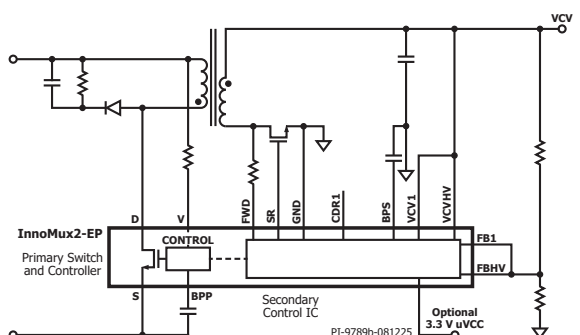 VCV
D
V
FWD
SR
GND
CDR1
BPS
VCV1
VCVHV
InnoMux2-EP
CONTROL
FB1
Primary Switch
and Controller
FBHV
S
BPP
Secondary
Control IC
Optional
3.3 V uVCC
PI-9789h-081225